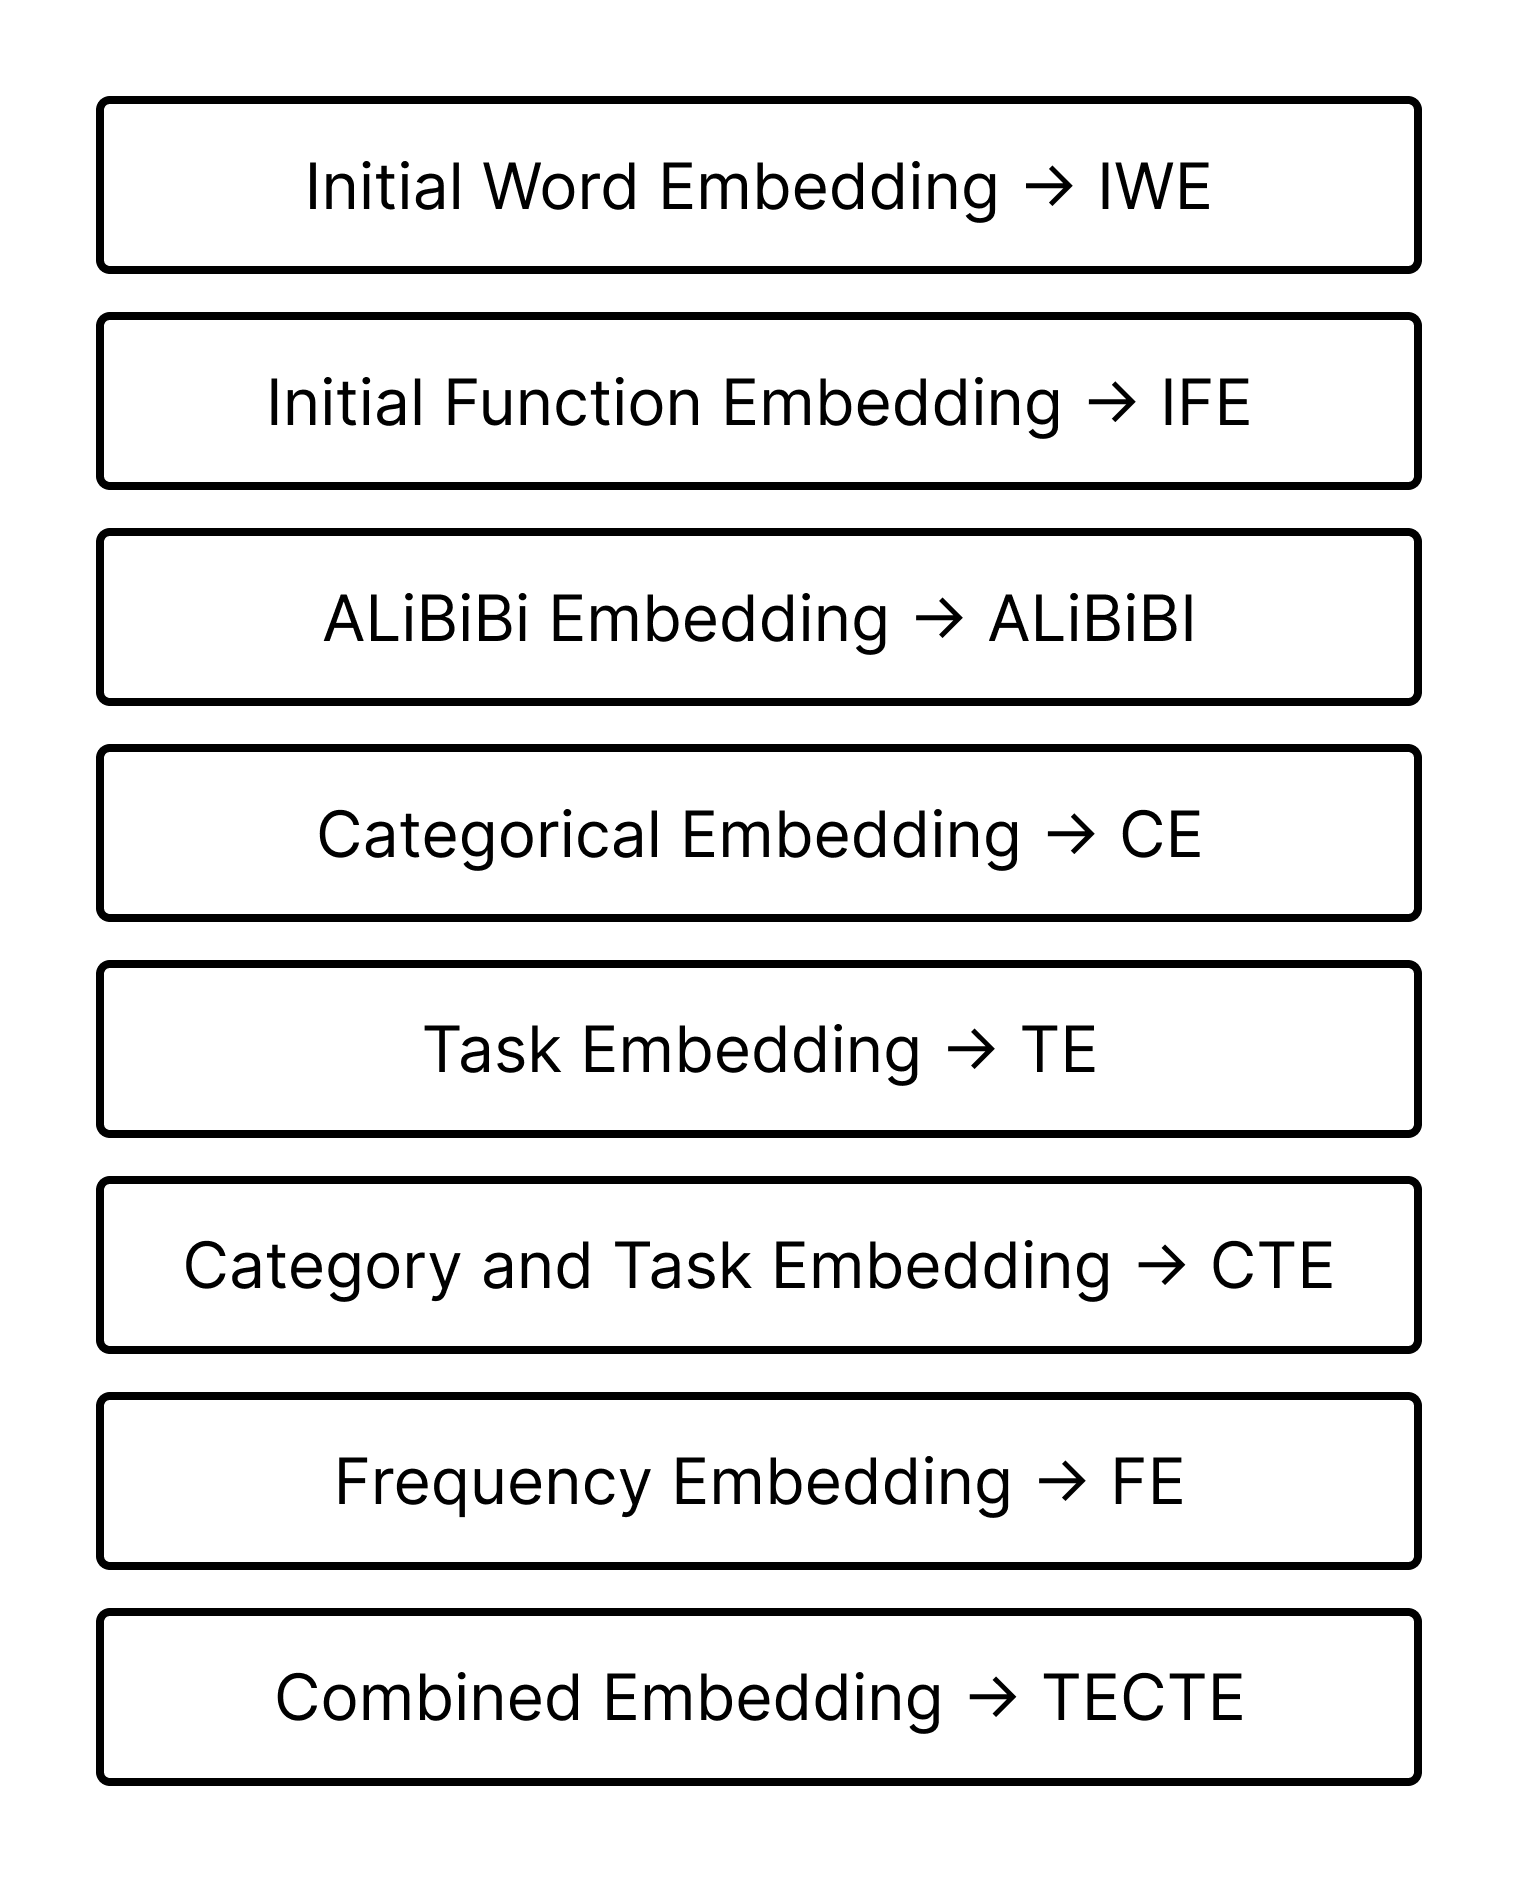 Initial Word Embedding → IWE
Initial Function Embedding → IFE
ALiBiBi Embedding → ALiBiBI
Categorical Embedding → CE
Task Embedding → TE
Category and Task Embedding → CTE
Frequency Embedding → FE
Combined Embedding → TECTE